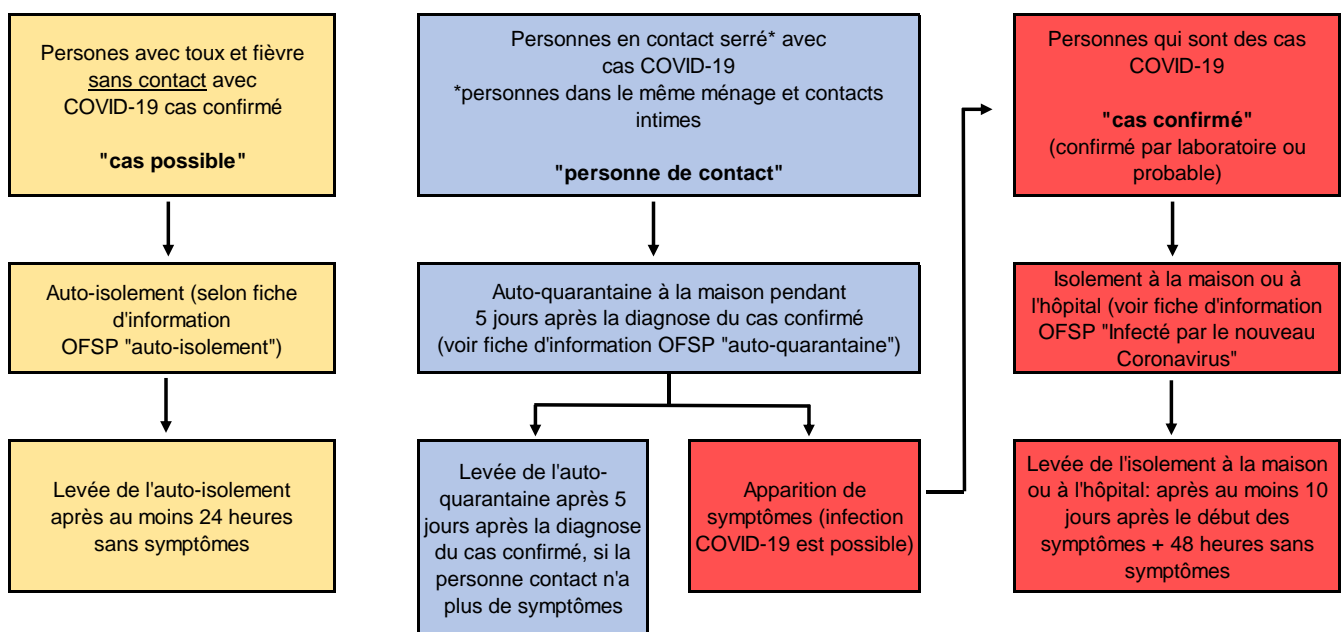 Persones avec toux et fièvre
sans contact avec
COVID-19 cas confirmé
"cas possible"
Auto-isolement (selon fiche
d'information
OFSP "auto-isolement")
Levée de l'auto-isolement
après au moins 24 heures
sans symptômes
Personnes en contact serré* avec
cas COVID-19
*personnes dans le même ménage et contacts
intimes
"personne de contact"
Auto-quarantaine à la maison pendant
5 jours après la diagnose du cas confirmé
(voir fiche d'information OFSP "auto-quarantaine")
Levée de l'auto-
quarantaine après 5
jours après la diagnose
du cas confirmé, si la
personne contact n'a
plus de symptômes
Apparition de
symptômes (infection
COVID-19 est possible)
Personnes qui sont des cas
COVID-19
"cas confirmé"
(confirmé par laboratoire ou
probable)
Isolement à la maison ou à
l'hôpital (voir fiche d'information
OFSP "Infecté par le nouveau
Coronavirus"
Levée de l'isolement à la maison
ou à l'hôpital: après au moins 10
jours après le début des
symptômes + 48 heures sans
symptômes